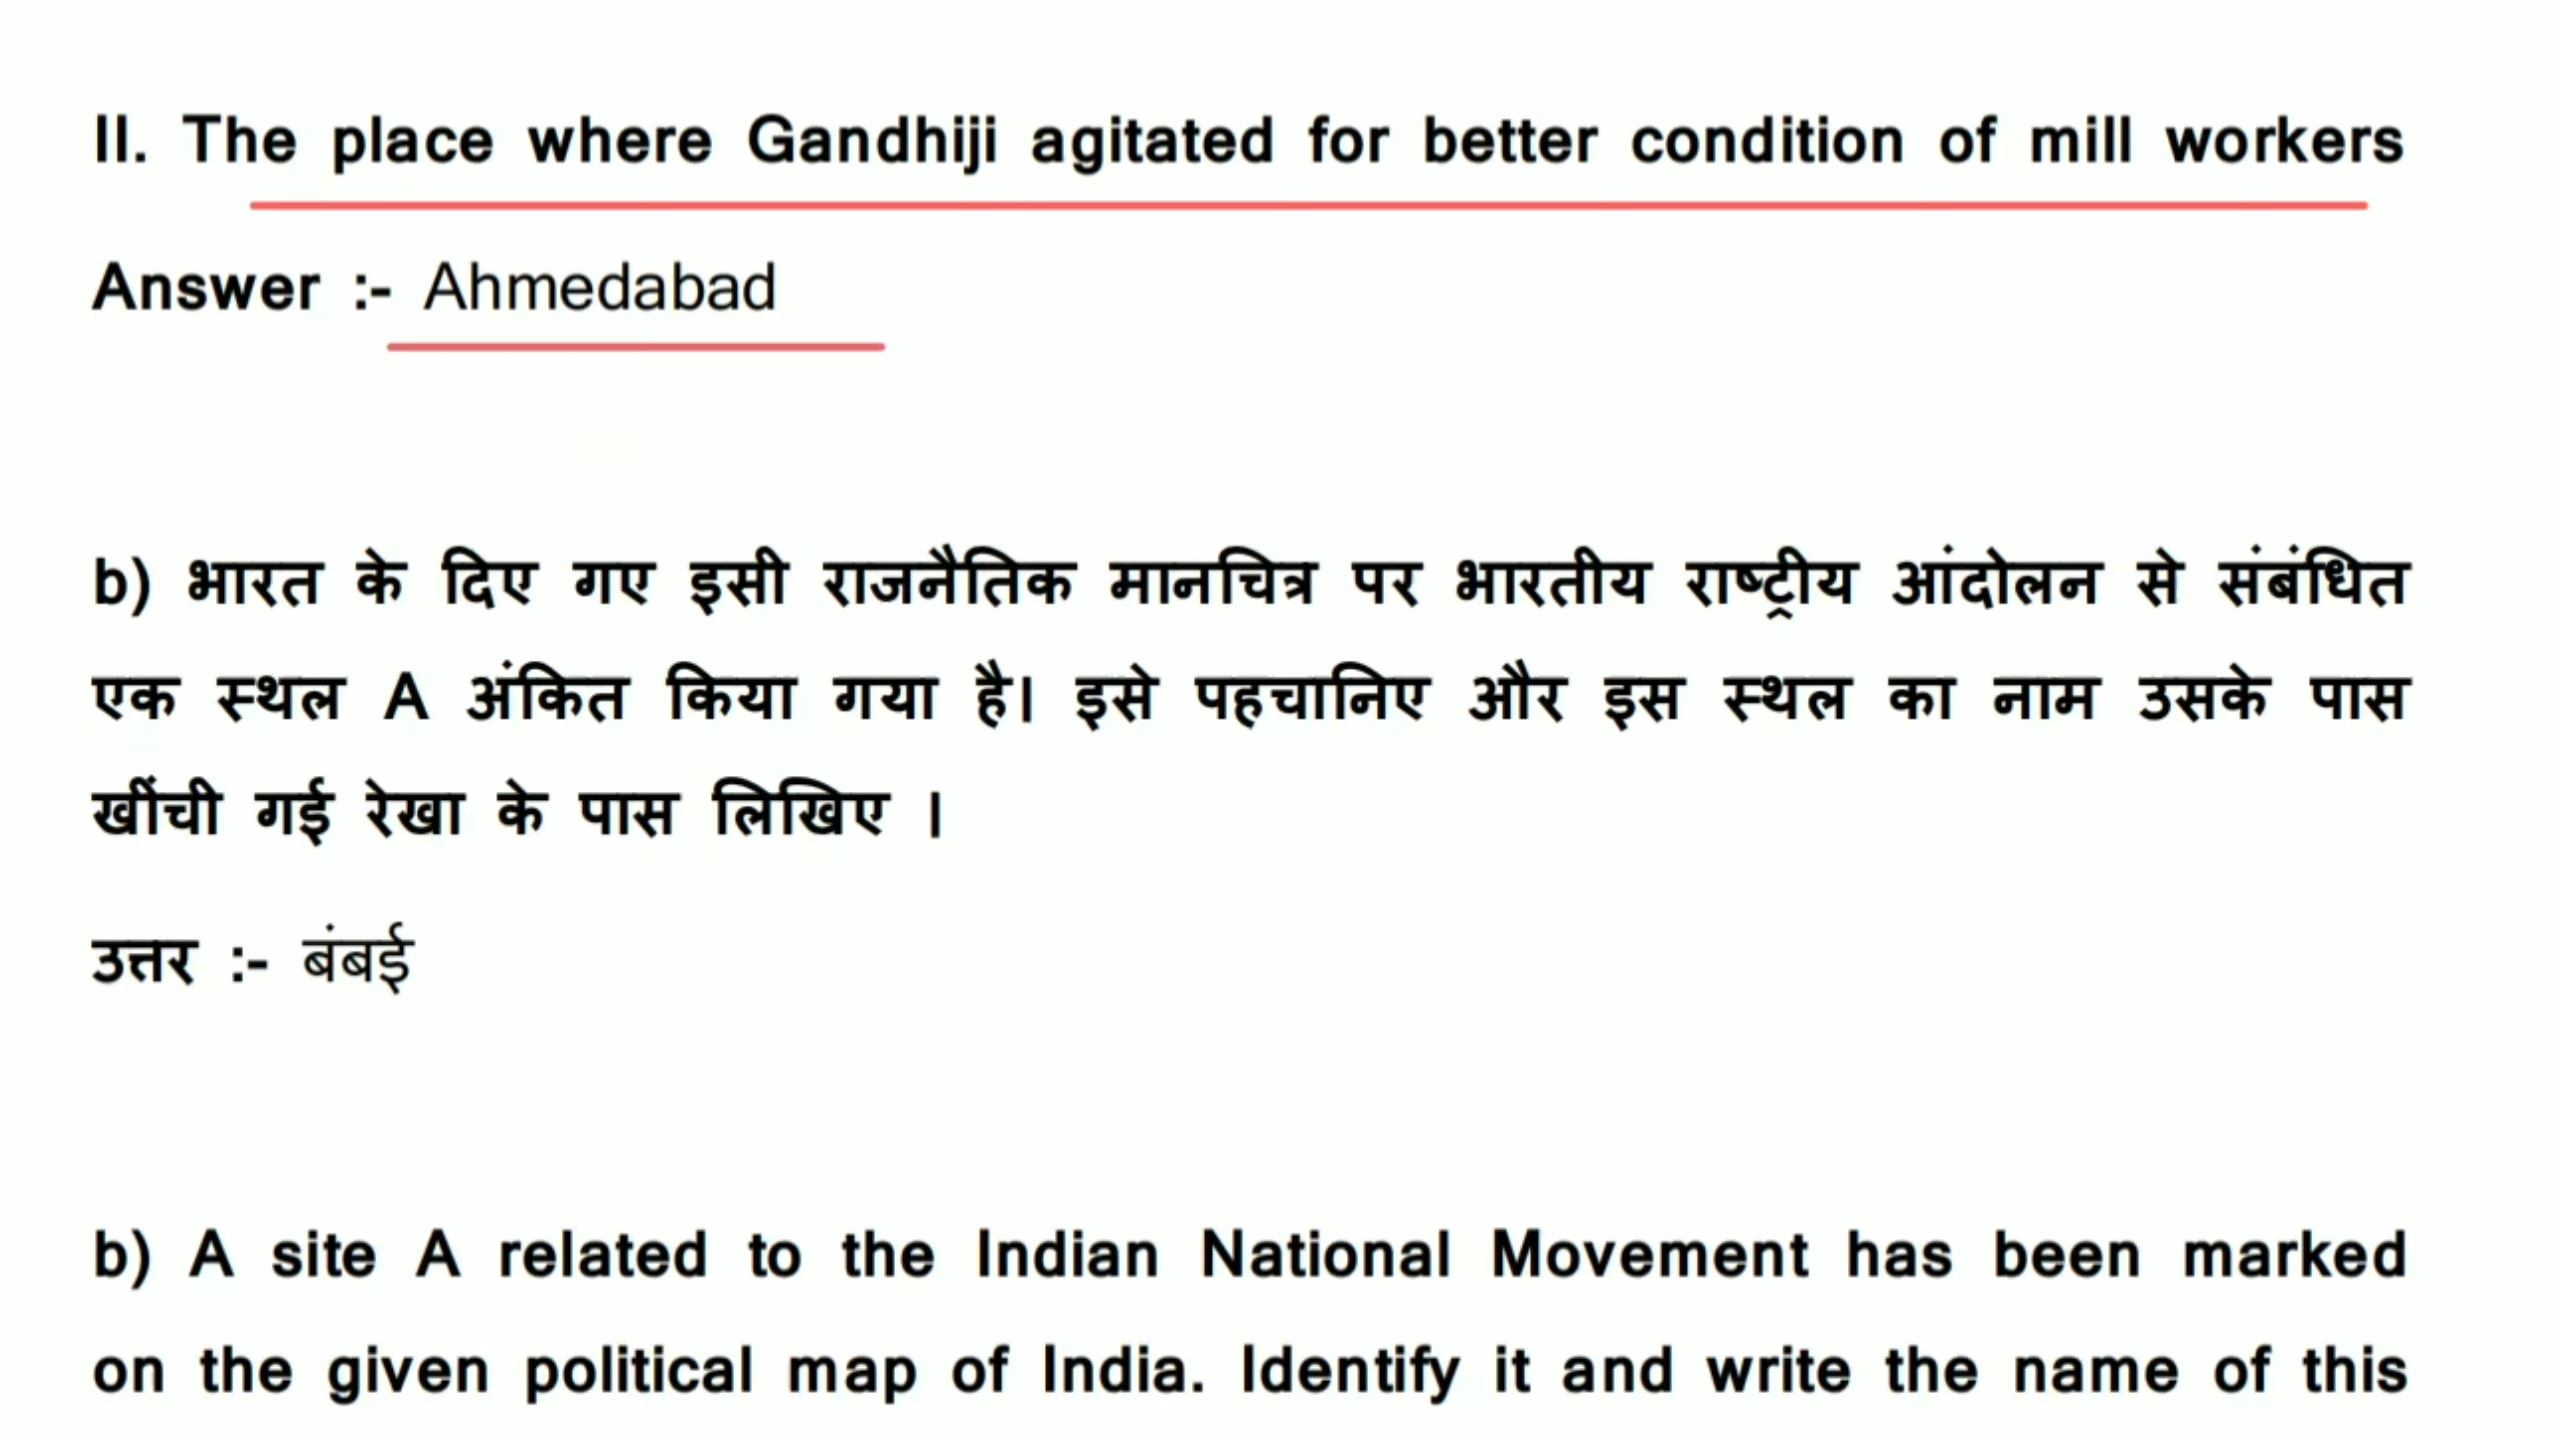 II. The place where Gandhiji agitated for better condition of mill workers
Answer :- Ahmedabad
b) भारत के दिए गए इसी राजनैतिक मानचित्र पर भारतीय राष्ट्रीय आंदोलन से संबंधित
एक स्थल A अंकित किया गया है। इसे पहचानिए और इस स्थल का नाम उसके पास
खींची गई रेखा के पास लिखिए ।
उत्तर :- बंबई
b) A site A related to the Indian National Movement has been marked
on the given political map of India. Identify it and write the name of this